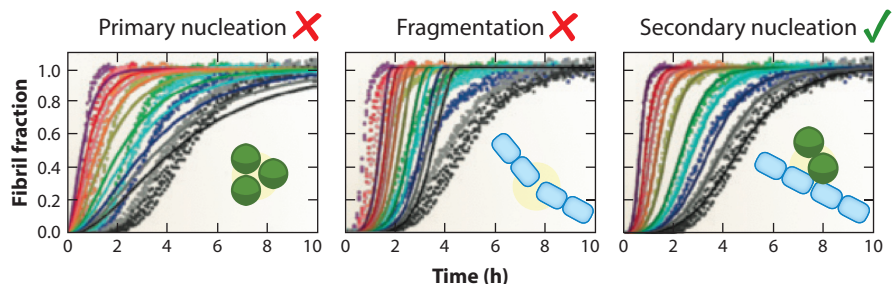 Primary nucleation
Fragmentation
Secondary nucleation
Fibril fraction
1.0
0.8
0.6
0.4
0.2
0.0
0 2 4 6 8 10
0 2 4 6 8 10
0 2 4 6 8 10
Time (h)